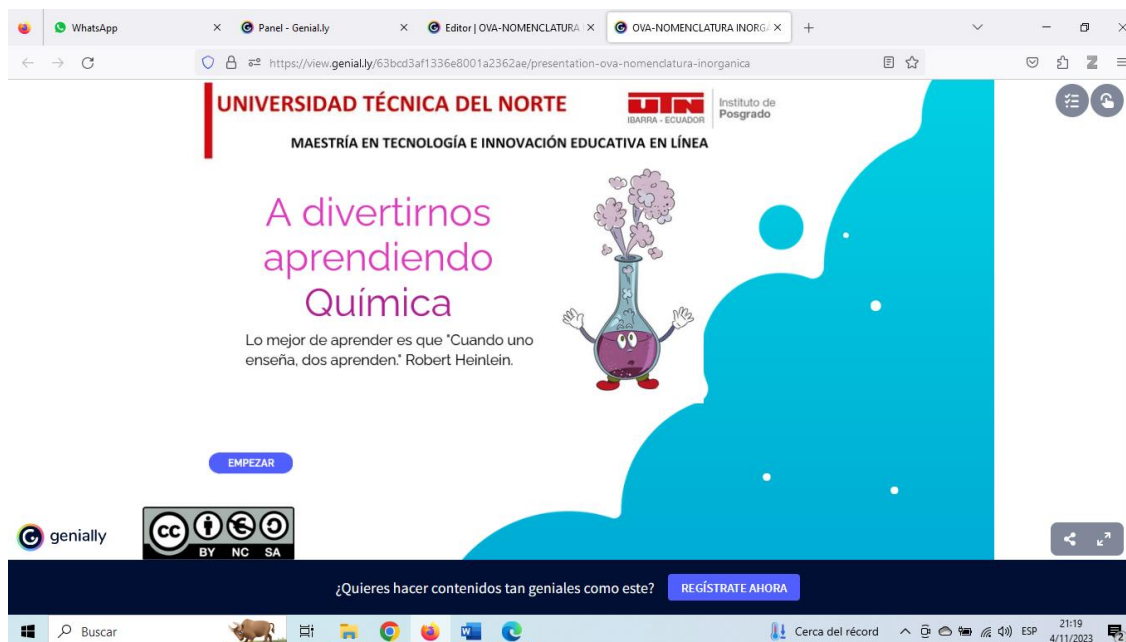 WhatsApp
Panel - Genial.ly
Editor | OVA-NOMENCLATURA
OVA-NOMENCLATURA INORGA
https://view.genial.ly/63bcd3af1336e8001a2362ae/presentation-ova-nomenclatura-inorganica
UNIVERSIDAD TÉCNICA DEL NORTE
UTN
IBARRA - ECUADOR
Instituto de
Posgrado
MAESTRÍA EN TECNOLOGÍA E INNOVACIÓN EDUCATIVA EN LÍNEA
A divertirnos
aprendiendo
Química
Lo mejor de aprender es que "Cuando uno
enseña, dos aprenden." Robert Heinlein.
EMPEZAR
genially
cc
BY NC SA
¿Quieres hacer contenidos tan geniales como este?
REGÍSTRATE AHORA
Buscar
Cerca del récord
ESP
21:19
4/11/2023